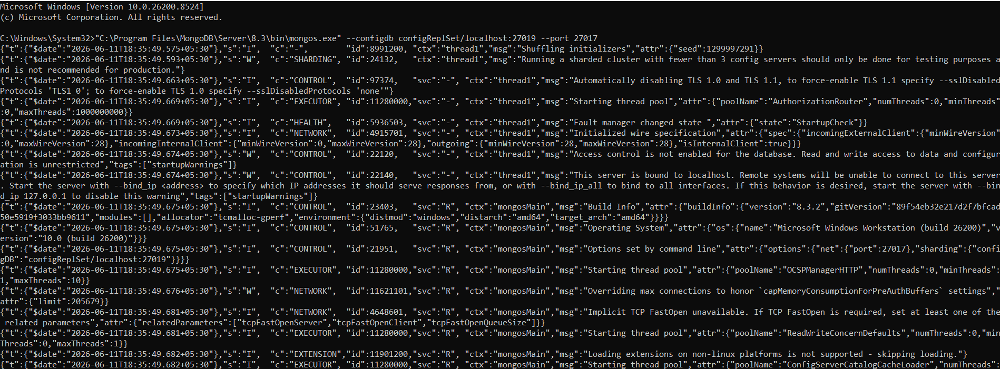 Microsoft Windows [Version 10.0.26200.8524]
(c) Microsoft Corporation. All rights reserved.
C:\Windows\System32>"C:\Program Files\MongoDB\Server\8.3\bin\mongos.exe" --configdb configReplSet/localhost:27019 --port 27017
{"t":{"$date":"2026-06-11T18:35:49.575+05:30"},"s":"I",  "c":"-",        "id":8991200, "ctx":"thread1","msg":"Shuffling initializers","attr":{"seed":1299997291}}
{"t":{"$date":"2026-06-11T18:35:49.593+05:30"},"s":"W",  "c":"SHARDING", "id":24132,   "ctx":"thread1","msg":"Running a sharded cluster with fewer than 3 config servers should only be done for testing purposes a
nd is not recommended for production."}
{"t":{"$date":"2026-06-11T18:35:49.663+05:30"},"s":"I",  "c":"CONTROL",  "id":97374,   "svc":"-", "ctx":"thread1","msg":"Automatically disabling TLS 1.0 and TLS 1.1, to force-enable TLS 1.1 specify --sslDisabled
Protocols 'TLS1_0'; to force-enable TLS 1.0 specify --sslDisabledProtocols 'none'"}
{"t":{"$date":"2026-06-11T18:35:49.669+05:30"},"s":"I",  "c":"EXECUTOR", "id":11280000,"svc":"-", "ctx":"thread1","msg":"Starting thread pool","attr":{"poolName":"AuthorizationRouter","numThreads":0,"minThreads"
:0,"maxThreads":1000000000}}
{"t":{"$date":"2026-06-11T18:35:49.669+05:30"},"s":"I",  "c":"HEALTH",   "id":5936503, "svc":"-", "ctx":"thread1","msg":"Fault manager changed state ","attr":{"state":"StartupCheck"}}
{"t":{"$date":"2026-06-11T18:35:49.673+05:30"},"s":"I",  "c":"NETWORK",  "id":4915701, "svc":"-", "ctx":"thread1","msg":"Initialized wire specification","attr":{"spec":{"incomingExternalClient":{"minWireVersion"
:0,"maxWireVersion":28},"incomingInternalClient":{"minWireVersion":0,"maxWireVersion":28},"outgoing":{"minWireVersion":28,"maxWireVersion":28},"isInternalClient":true}}}
{"t":{"$date":"2026-06-11T18:35:49.674+05:30"},"s":"W",  "c":"CONTROL",  "id":22120,   "svc":"-", "ctx":"thread1","msg":"Access control is not enabled for the database. Read and write access to data and configur
ation is unrestricted","tags":["startupWarnings"]}
{"t":{"$date":"2026-06-11T18:35:49.674+05:30"},"s":"W",  "c":"CONTROL",  "id":22140,   "svc":"-", "ctx":"thread1","msg":"This server is bound to localhost. Remote systems will be unable to connect to this server
. Start the server with --bind_ip <address> to specify which IP addresses it should serve responses from, or with --bind_ip_all to bind to all interfaces. If this behavior is desired, start the server with --bin
d_ip 127.0.0.1 to disable this warning","tags":["startupWarnings"]}
{"t":{"$date":"2026-06-11T18:35:49.675+05:30"},"s":"I",  "c":"CONTROL",  "id":23403,   "svc":"R", "ctx":"mongosMain","msg":"Build Info","attr":{"buildInfo":{"version":"8.3.2","gitVersion":"89f54eb32e217d2f7bfcad
50e5919f3033bb9611","modules":[],"allocator":"tcmalloc-gperf","environment":{"distmod":"windows","distarch":"amd64","target_arch":"amd64"}}}}
{"t":{"$date":"2026-06-11T18:35:49.675+05:30"},"s":"I",  "c":"CONTROL",  "id":51765,   "svc":"R", "ctx":"mongosMain","msg":"Operating System","attr":{"os":{"name":"Microsoft Windows Workstation (build 26200)","v
ersion":"10.0 (build 26200)"}}}
{"t":{"$date":"2026-06-11T18:35:49.675+05:30"},"s":"I",  "c":"CONTROL",  "id":21951,   "svc":"R", "ctx":"mongosMain","msg":"Options set by command line","attr":{"options":{"net":{"port":27017},"sharding":{"confi
gDB":"configReplSet/localhost:27019"}}}}
{"t":{"$date":"2026-06-11T18:35:49.675+05:30"},"s":"I",  "c":"EXECUTOR", "id":11280000,"svc":"R", "ctx":"mongosMain","msg":"Starting thread pool","attr":{"poolName":"OCSPManagerHTTP","numThreads":0,"minThreads":
1,"maxThreads":10}}
{"t":{"$date":"2026-06-11T18:35:49.676+05:30"},"s":"W",  "c":"NETWORK",  "id":11621101,"svc":"R", "ctx":"mongosMain","msg":"Overriding max connections to honor `capMemoryConsumptionForPreAuthBuffers` settings","
attr":{"limit":205679}}
{"t":{"$date":"2026-06-11T18:35:49.681+05:30"},"s":"I",  "c":"NETWORK",  "id":4648601, "svc":"R", "ctx":"mongosMain","msg":"Implicit TCP FastOpen unavailable. If TCP FastOpen is required, set at least one of the
 related parameters","attr":{"relatedParameters":["tcpFastOpenServer","tcpFastOpenClient","tcpFastOpenQueueSize"]}}
{"t":{"$date":"2026-06-11T18:35:49.681+05:30"},"s":"I",  "c":"EXECUTOR", "id":11280000,"svc":"R", "ctx":"mongosMain","msg":"Starting thread pool","attr":{"poolName":"ReadWriteConcernDefaults","numThreads":0,"min
Threads":0,"maxThreads":1}}
{"t":{"$date":"2026-06-11T18:35:49.682+05:30"},"s":"I",  "c":"EXTENSION","id":11901200,"svc":"R", "ctx":"mongosMain","msg":"Loading extensions on non-linux platforms is not supported - skipping loading."}
{"t":{"$date":"2026-06-11T18:35:49.682+05:30"},"s":"I",  "c":"EXECUTOR", "id":11280000,"svc":"R", "ctx":"mongosMain","msg":"Starting thread pool","attr":{"poolName":"ConfigServerCatalogCacheLoader","numThreads":